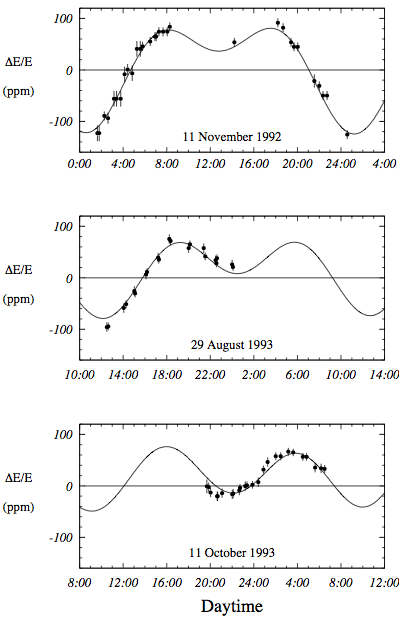 100
ΔE/E
0
(ppm)
-100
11 November 1992
0:00 4:00 8:00 12:00 16:00 20:00 24:00 4:00
100
ΔE/E
0
(ppm)
-100
29 August 1993
10:00 14:00 18:00 22:00 2:00 6:00 10:00 14:00
100
ΔE/E
0
(ppm)
-100
11 October 1993
8:00 12:00 16:00 20:00 24:00 4:00 8:00 12:00
Daytime